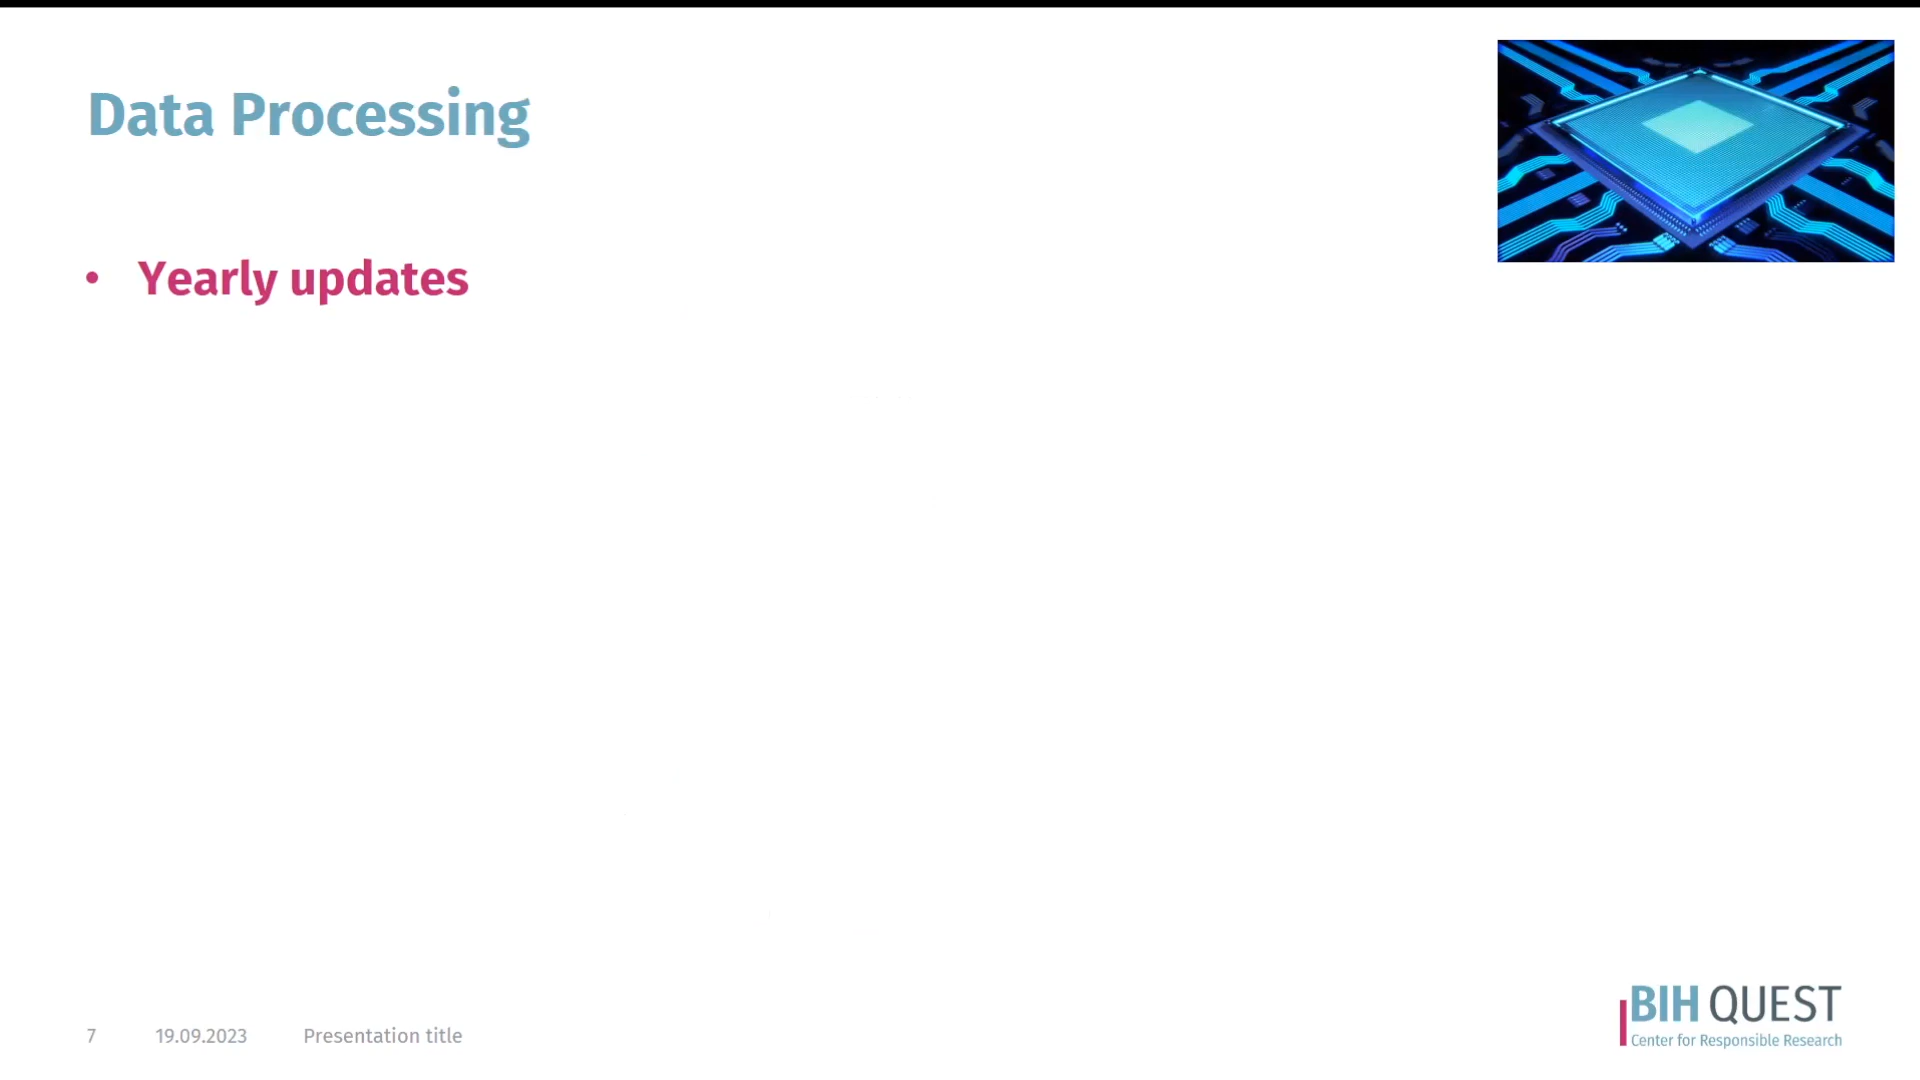 Data Processing
• Yearly updates
7 19.09.2023 Presentation title
BIH QUEST
Center for Responsible Research